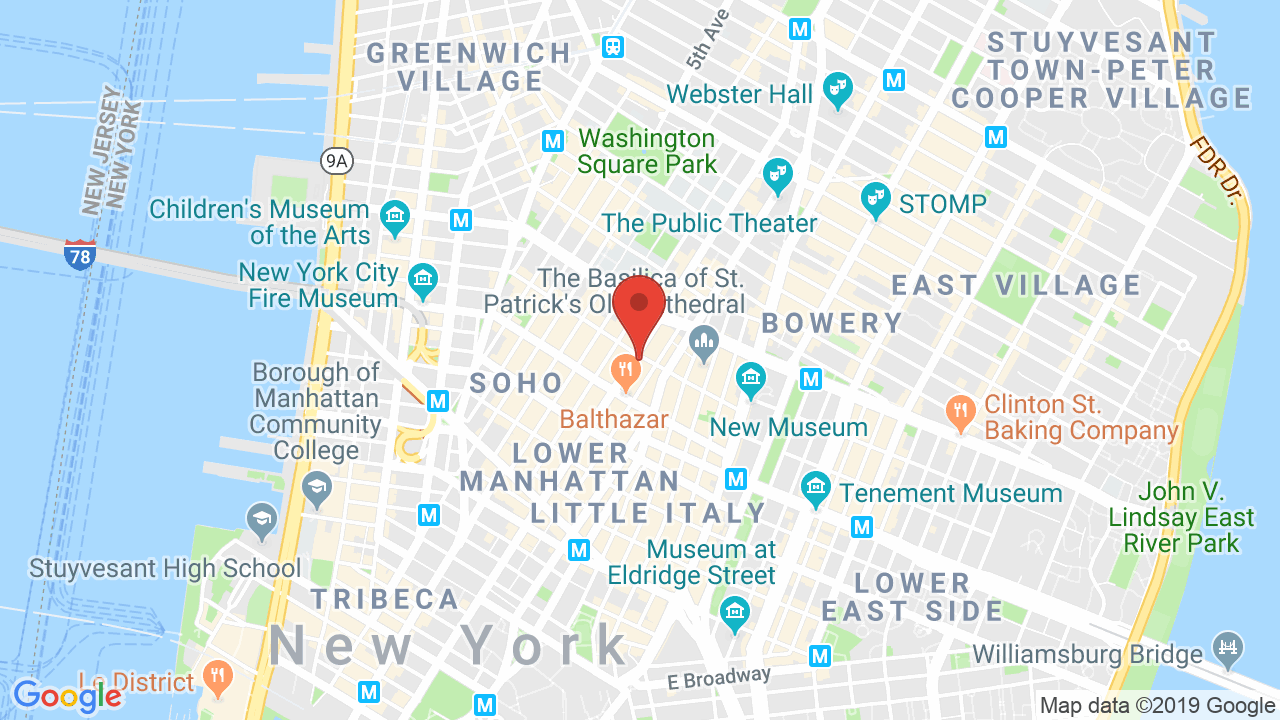 GREENWICH
VILLAGE
5th Ave
M
STUYVESANT
TOWN-PETER
COOPER VILLAGE
M
Webster Hall
NEW JERSEY
NEW YORK
M
Washington
Square Park
M
9A
FDR Dr.
The Public Theater
STOMP
Children's Museum
of the Arts
M
78
New York City
Fire Museum
The Basilica of St.
Patrick's Old Cathedral
EAST VILLAGE
BOWERY
SOHO
Borough of
Manhattan
Community
College
M
M
Balthazar
New Museum
Clinton St.
Baking Company
LOWER
MANHATTAN
M
Tenement Museum
LITTLE ITALY
John V.
Lindsay East
River Park
M
M
M
Museum at
Eldridge Street
Stuyvesant High School
TRIBECA
LOWER
EAST SIDE
New York
M
Williamsburg Bridge
E Broadway
District
M
M
Google
Map data ©2019 Google